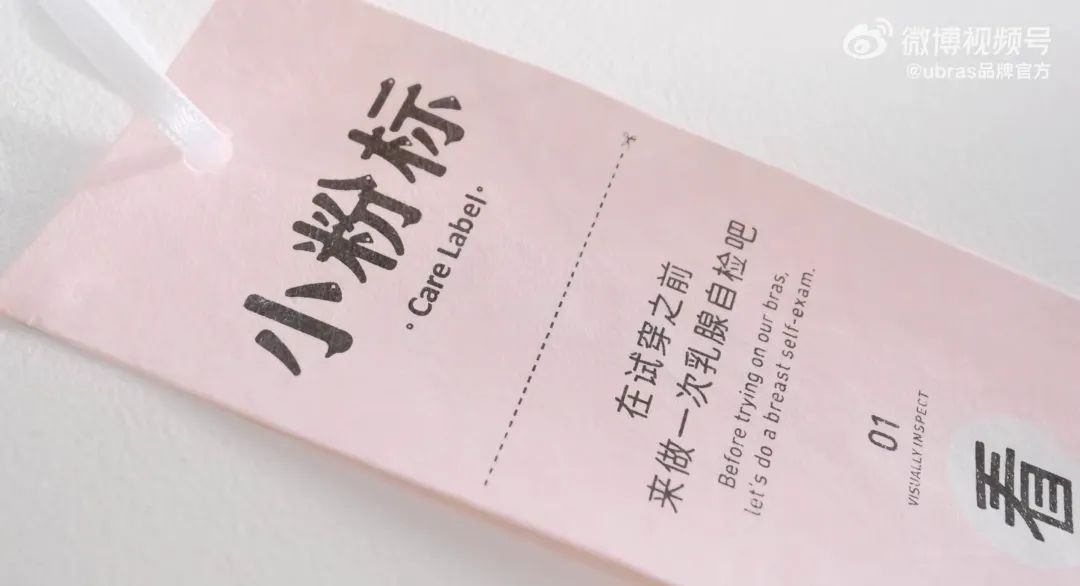 微博视频号
@ubras品牌官方
小粉标
Care Label
在试穿之前
来做一次乳腺自检吧
Before trying on our bras,
let's do a breast self-exam.
01
VISUALLY INSPECT
看